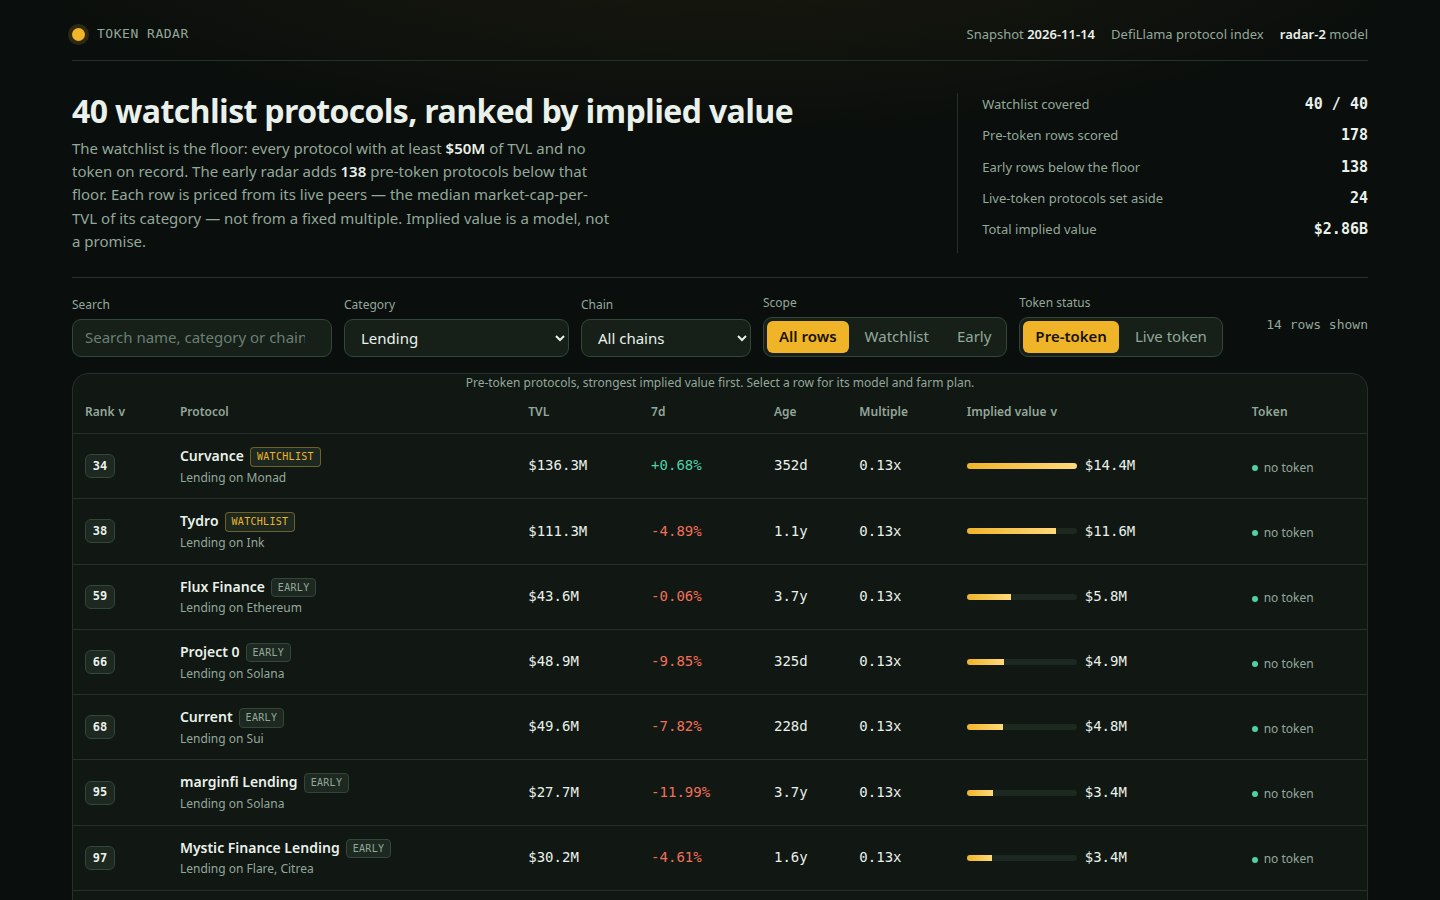 TOKEN RADAR
Snapshot 2026-11-14 DefiLlama protocol index radar-2 model
40 watchlist protocols, ranked by implied value
The watchlist is the floor: every protocol with at least $50M of TVL and no
token on record. The early radar adds 138 pre-token protocols below that
floor. Each row is priced from its live peers — the median market-cap-per-
TVL of its category — not from a fixed multiple. Implied value is a model, not
a promise.
Watchlist covered 40 / 40
Pre-token rows scored 178
Early rows below the floor 138
Live-token protocols set aside 24
Total implied value $2.86B
Search Category Chain Scope Token status
Search name, category or chain Lending All chains All rows Watchlist Early Pre-token Live token 14 rows shown
Pre-token protocols, strongest implied value first. Select a row for its model and farm plan.
Rank v Protocol TVL 7d Age Multiple Implied value v Token
34 Curvance WATCHLIST $136.3M +0.68% 352d 0.13x $14.4M no token
Lending on Monad
38 Tydro WATCHLIST $111.3M -4.89% 1.1y 0.13x $11.6M no token
Lending on Ink
59 Flux Finance EARLY $43.6M -0.06% 3.7y 0.13x $5.8M no token
Lending on Ethereum
66 Project 0 EARLY $48.9M -9.85% 325d 0.13x $4.9M no token
Lending on Solana
68 Current EARLY $49.6M -7.82% 228d 0.13x $4.8M no token
Lending on Sui
95 marginfi Lending EARLY $27.7M -11.99% 3.7y 0.13x $3.4M no token
Lending on Solana
97 Mystic Finance Lending EARLY $30.2M -4.61% 1.6y 0.13x $3.4M no token
Lending on Flare, Citrea